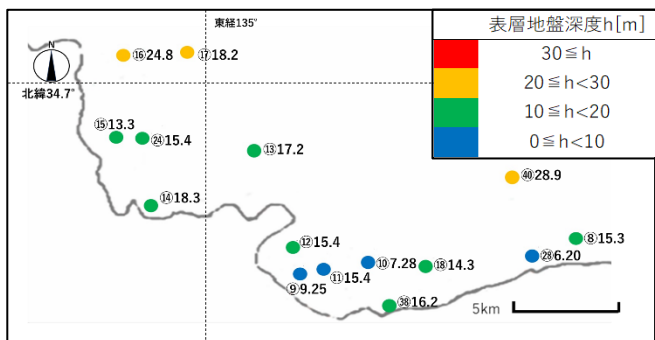 東経135°
表層地盤深度h[m]
30≦h
20≦h<30
10≦h<20
0≦h<10
N
北緯34.7°
⑯24.8
⑰18.2
⑮13.3
㉔15.4
⑬17.2
㊵28.9
⑭18.3
⑫15.4
⑧15.3
⑩7.28
⑱14.3
㉘6.20
⑨9.25
⑪15.4
㊳16.2
5km